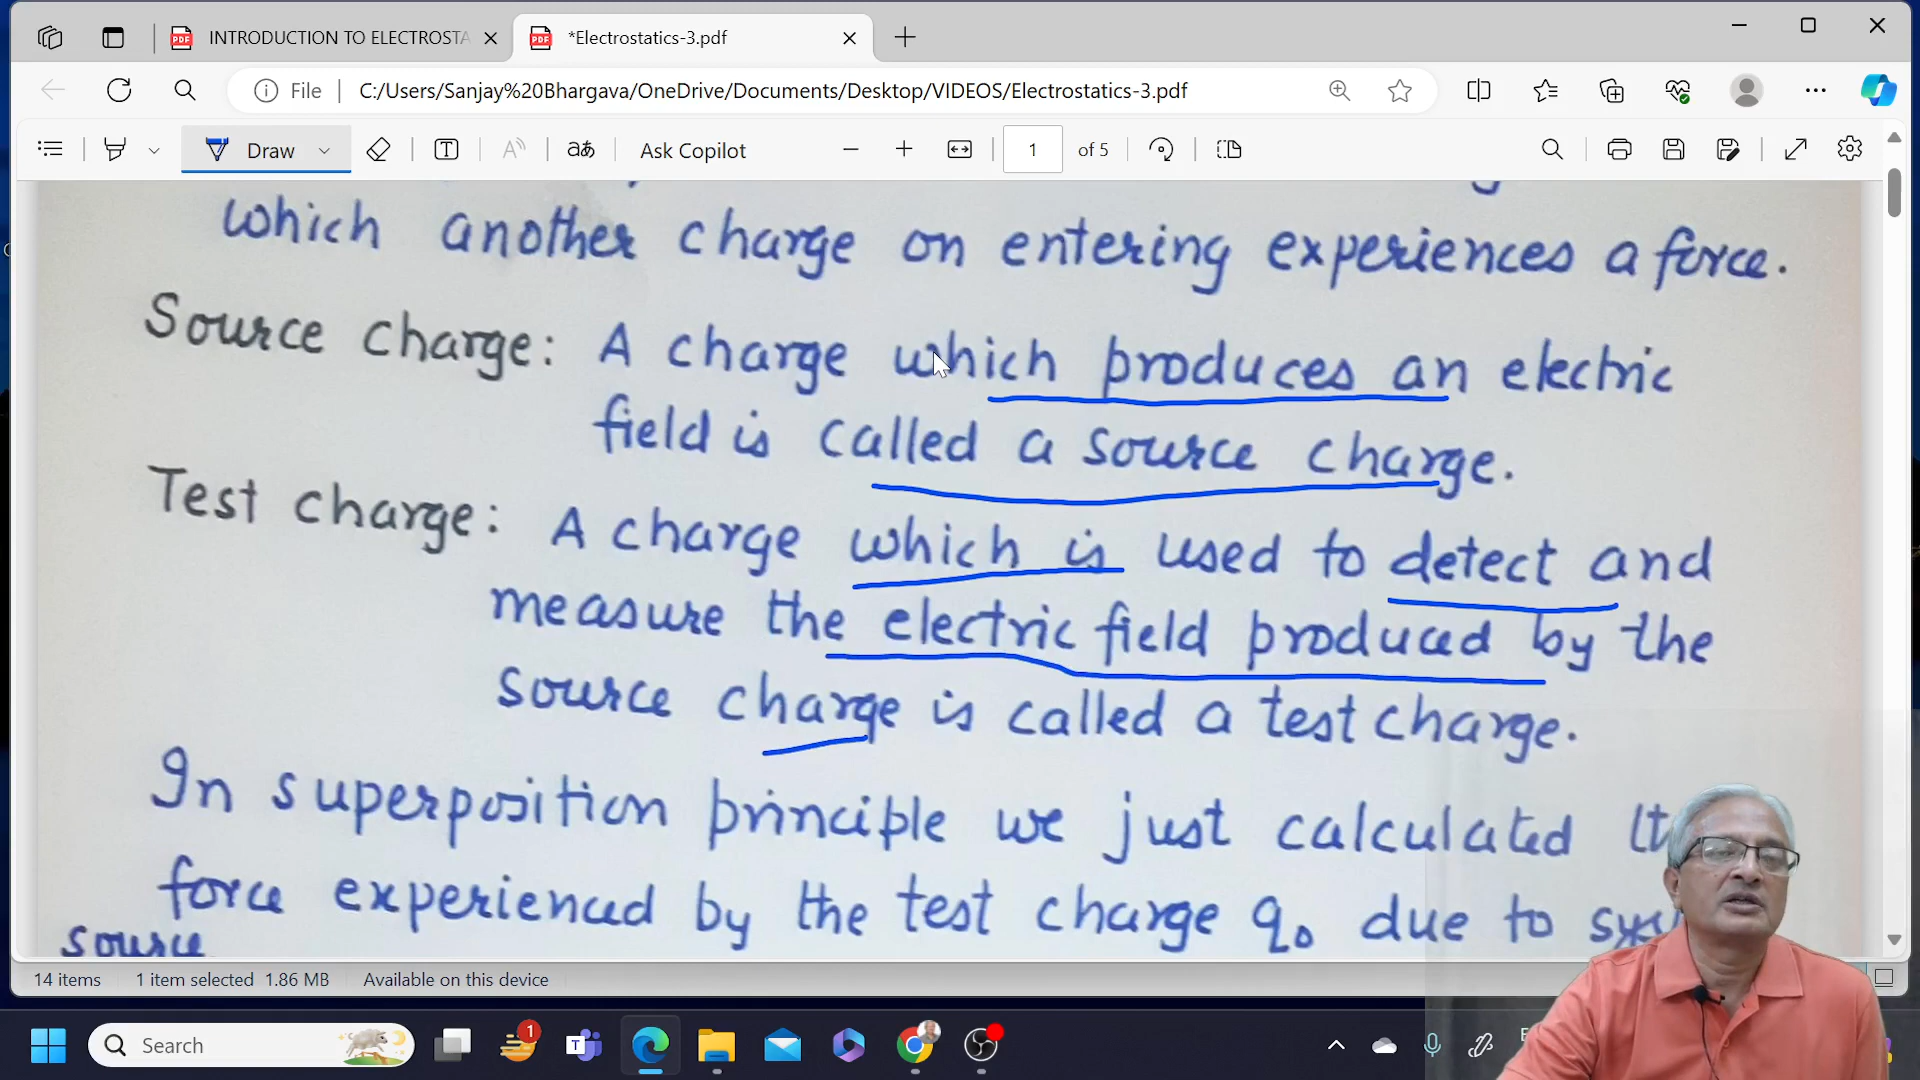 INTRODUCTION TO ELECTROSTA
*Electrostatics-3.pdf
File
C:/Users/Sanjay%20Bhargava/OneDrive/Documents/Desktop/VIDEOS/Electrostatics-3.pdf
Draw
Ask Copilot
1 of 5
which another charge on entering experiences a force.
Source charge: A charge which produces an electric
field is called a source charge.
Test charge: A charge which is used to detect and
measure the electric field produced by the
source charge is called a test charge.
In superposition principle we just calculated
force experienced by the test charge q0 due to
source
14 items 1 item selected 1.86 MB Available on this device
Search
1